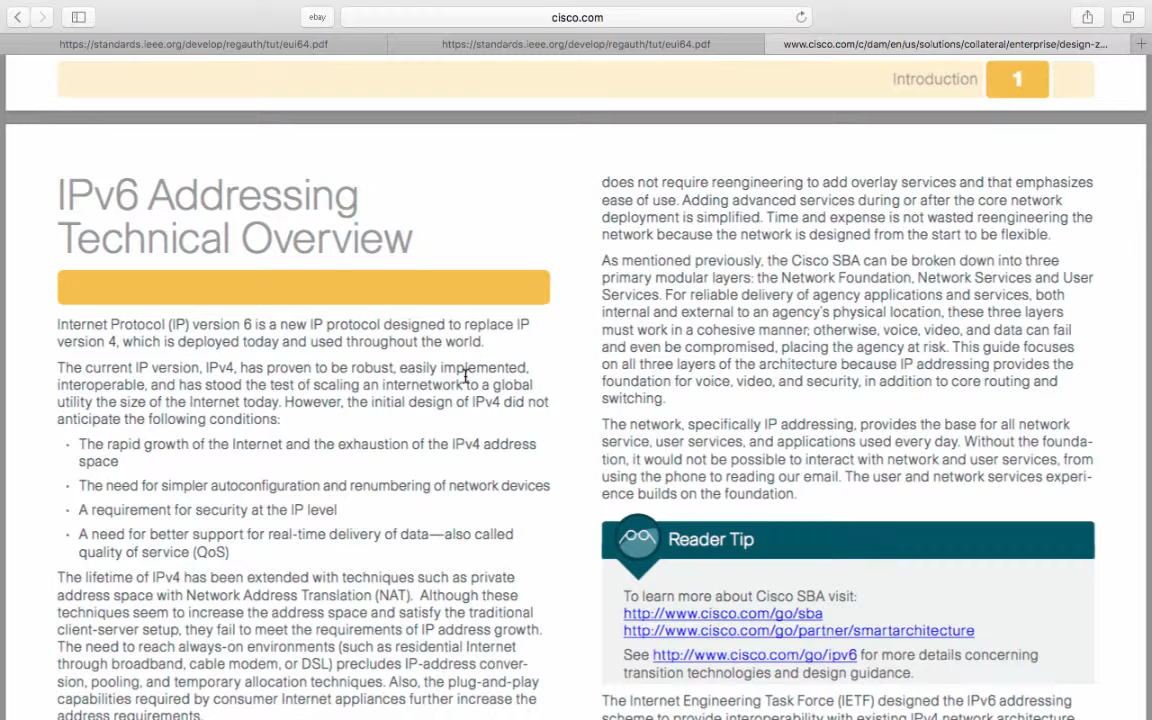 ebay
cisco.com
https://standards.ieee.org/develop/regauth/tut/eui64.pdf
https://standards.ieee.org/develop/regauth/tut/eui64.pdf
www.cisco.com/c/dam/en/us/solutions/collateral/enterprise/design-z...
Introduction
1
IPv6 Addressing
Technical Overview
Internet Protocol (IP) version 6 is a new IP protocol designed to replace IP
version 4, which is deployed today and used throughout the world.
The current IP version, IPv4, has proven to be robust, easily implemented,
interoperable, and has stood the test of scaling an internetwork to a global
utility the size of the Internet today. However, the initial design of IPv4 did not
anticipate the following conditions:
· The rapid growth of the Internet and the exhaustion of the IPv4 address
space
· The need for simpler autoconfiguration and renumbering of network devices
· A requirement for security at the IP level
· A need for better support for real-time delivery of data—also called
quality of service (QoS)
The lifetime of IPv4 has been extended with techniques such as private
address space with Network Address Translation (NAT). Although these
techniques seem to increase the address space and satisfy the traditional
client-server setup, they fail to meet the requirements of IP address growth.
The need to reach always-on environments (such as residential Internet
through broadband, cable modem, or DSL) precludes IP-address conver-
sion, pooling, and temporary allocation techniques. Also, the plug-and-play
capabilities required by consumer Internet appliances further increase the
address requirements.
does not require reengineering to add overlay services and that emphasizes
ease of use. Adding advanced services during or after the core network
deployment is simplified. Time and expense is not wasted reengineering the
network because the network is designed from the start to be flexible.
As mentioned previously, the Cisco SBA can be broken down into three
primary modular layers: the Network Foundation, Network Services and User
Services. For reliable delivery of agency applications and services, both
internal and external to an agency's physical location, these three layers
must work in a cohesive manner; otherwise, voice, video, and data can fail
and even be compromised, placing the agency at risk. This guide focuses
on all three layers of the architecture because IP addressing provides the
foundation for voice, video, and security, in addition to core routing and
switching.
The network, specifically IP addressing, provides the base for all network
service, user services, and applications used every day. Without the founda-
tion, it would not be possible to interact with network and user services, from
using the phone to reading our email. The user and network services experi-
ence builds on the foundation.
Reader Tip
To learn more about Cisco SBA visit:
http://www.cisco.com/go/sba
http://www.cisco.com/go/partner/smartarchitecture
See http://www.cisco.com/go/ipv6 for more details concerning
transition technologies and design guidance.
The Internet Engineering Task Force (IETF) designed the IPv6 addressing
scheme to provide interoperability with existing IPv4 network architecture